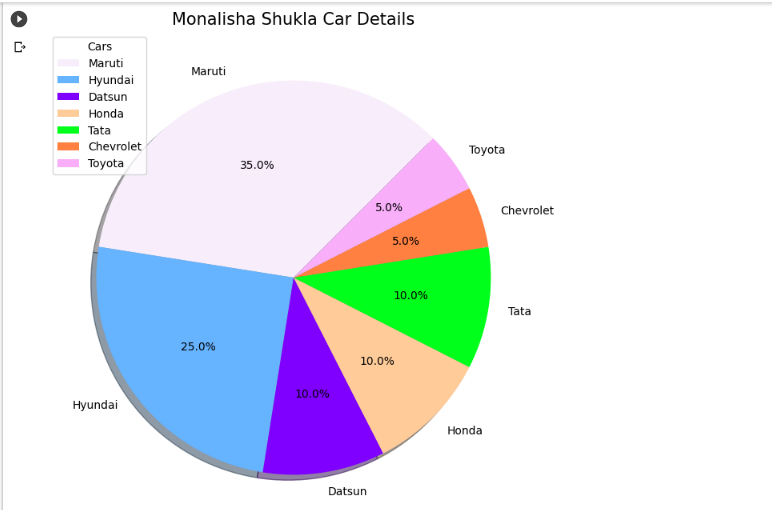 Monalisha Shukla Car Details
Cars
Maruti
Hyundai
Datsun
Honda
Tata
Chevrolet
Toyota
Maruti
35.0%
Toyota
5.0%
Chevrolet
5.0%
Tata
10.0%
Honda
10.0%
Datsun
10.0%
Hyundai
25.0%